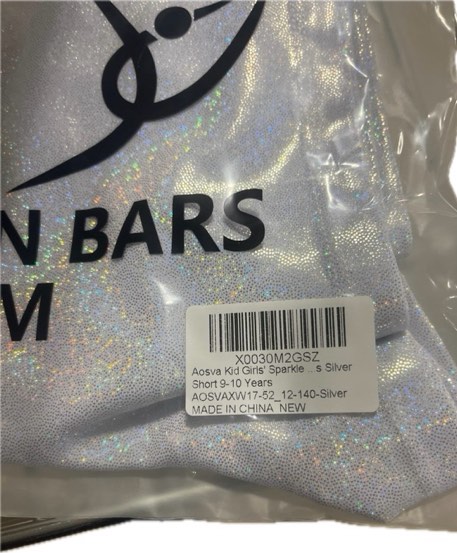 N BARS
M
X0030M2GSZ
Aosva Kid Girls' Sparkle ... s Silver
Short 9-10 Years
AOSVAXW17-52_12-140-Silver
MADE IN CHINA NEW